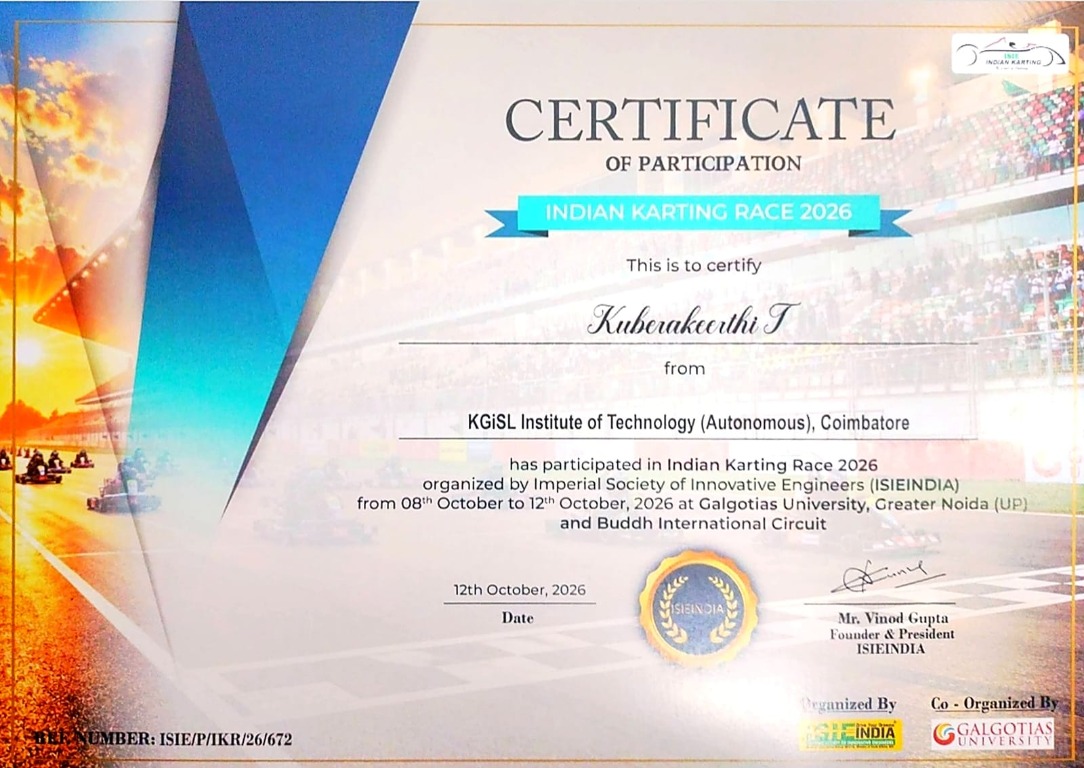 ISIE
INDIAN KARTING
CERTIFICATE
OF PARTICIPATION
INDIAN KARTING RACE 2026
This is to certify
Kuberakeerthi T
from
KGiSL Institute of Technology (Autonomous), Coimbatore
has participated in Indian Karting Race 2026
organized by Imperial Society of Innovative Engineers (ISIEINDIA)
from 08th October to 12th October, 2026 at Galgotias University, Greater Noida (UP)
and Buddh International Circuit
12th October, 2026
Date
ISIEINDIA
Mr. Vinod Gupta
Founder & President
ISIEINDIA
Organized By
Co - Organized By
ISIE INDIA
GALGOTIAS
UNIVERSITY
REF NUMBER: ISIE/P/IKR/26/672